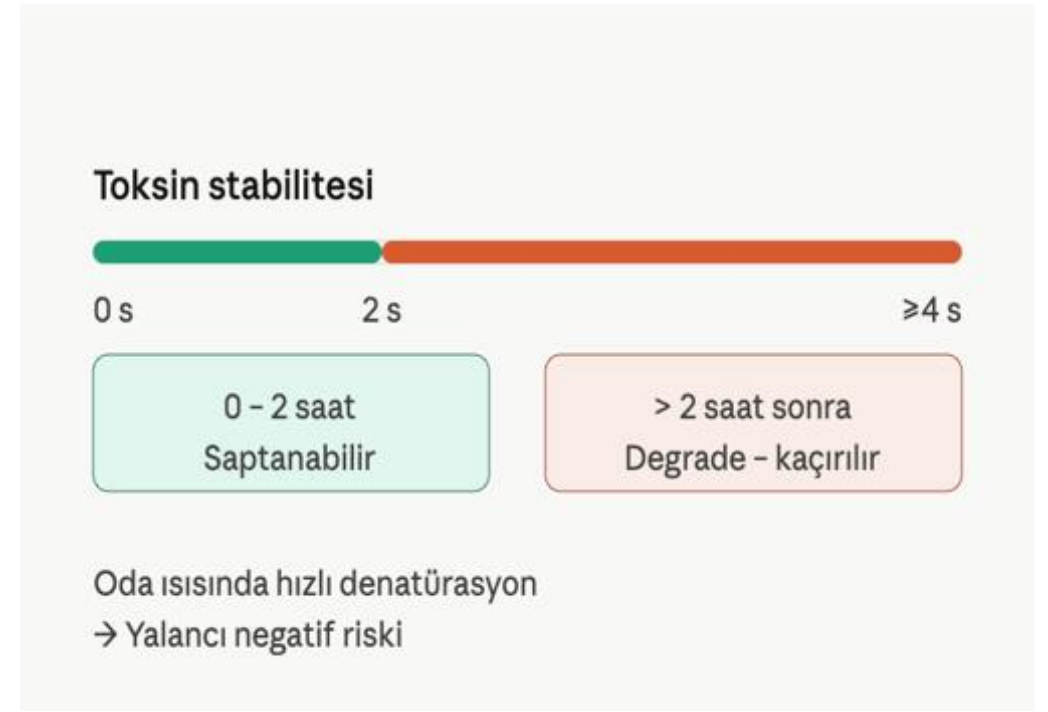 Toksin stabilitesi
0 s
2 s
≥4 s
0 – 2 saat
Saptanabilir
> 2 saat sonra
Degrade – kaçırılır
Oda ısısında hızlı denatürasyon
→ Yalancı negatif riski